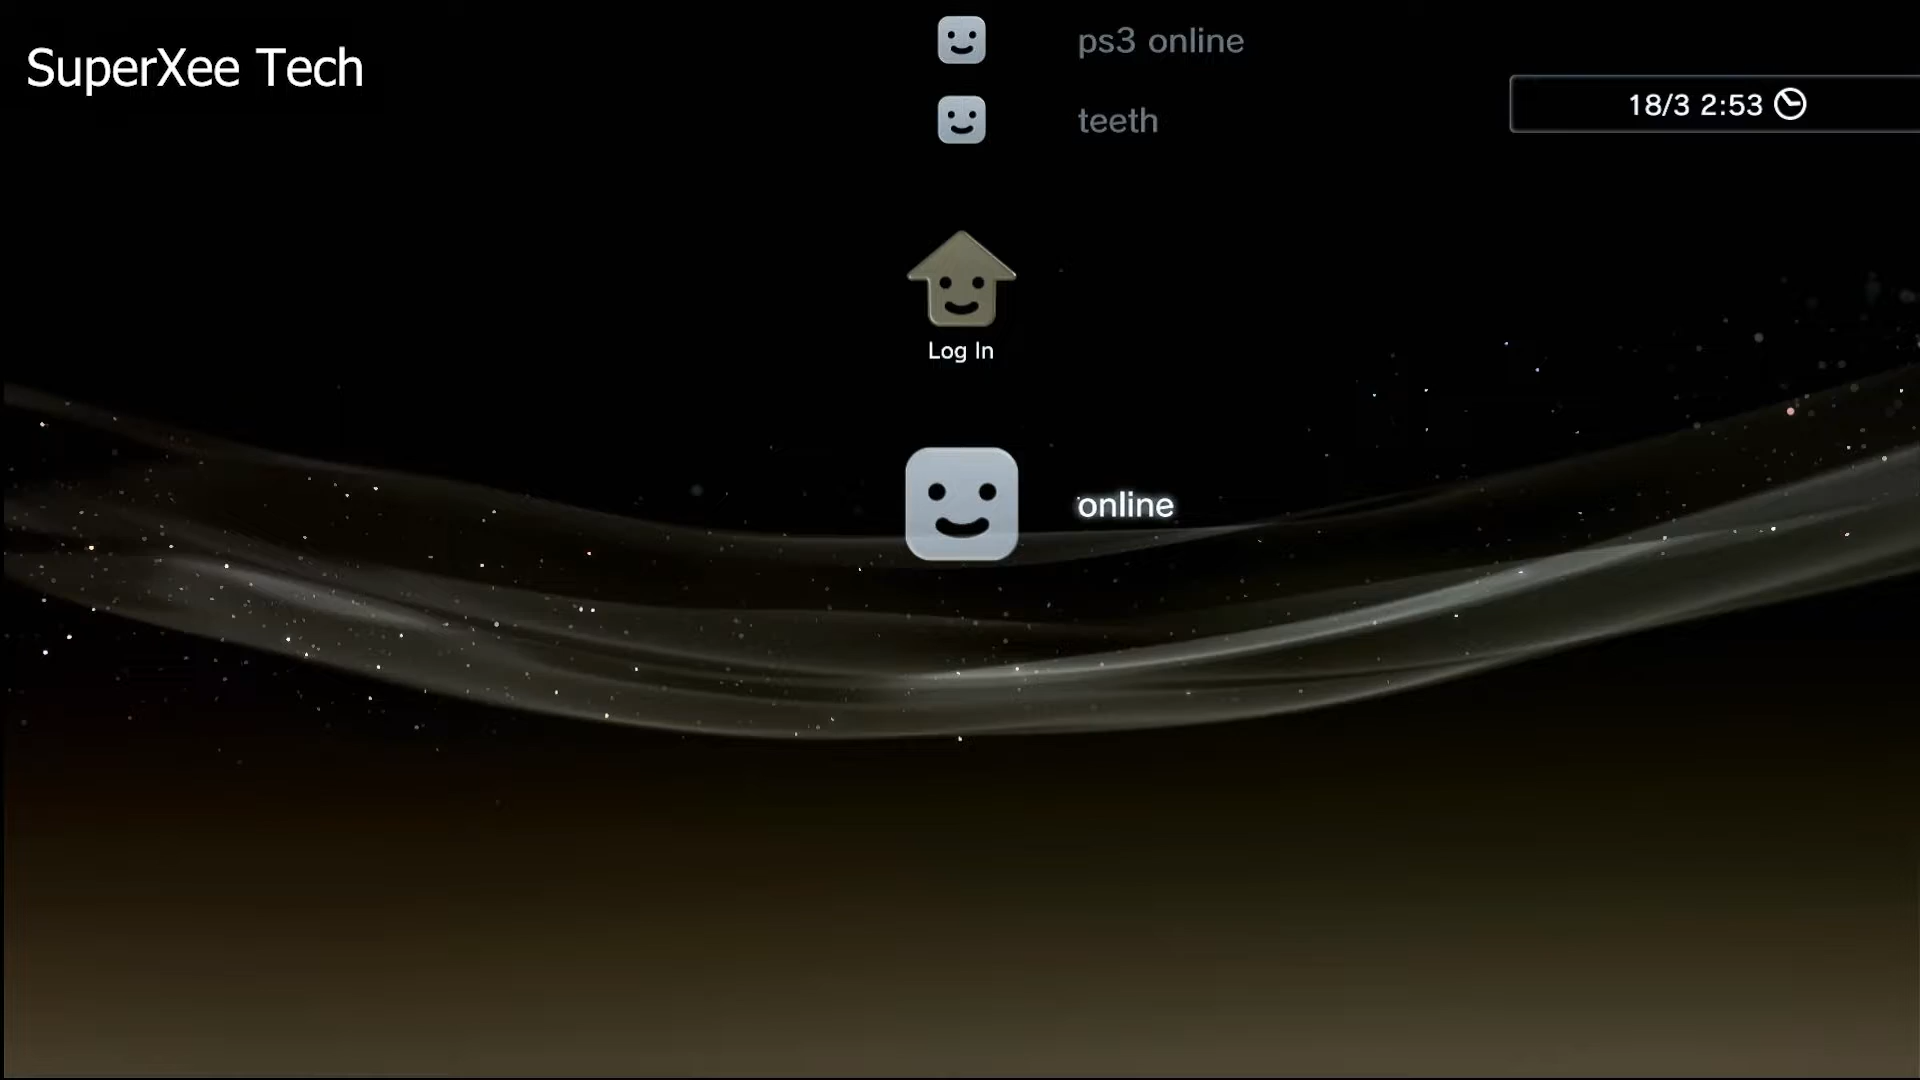 ps3 online
SuperXee Tech
18/3 2:53
teeth
Log In
online